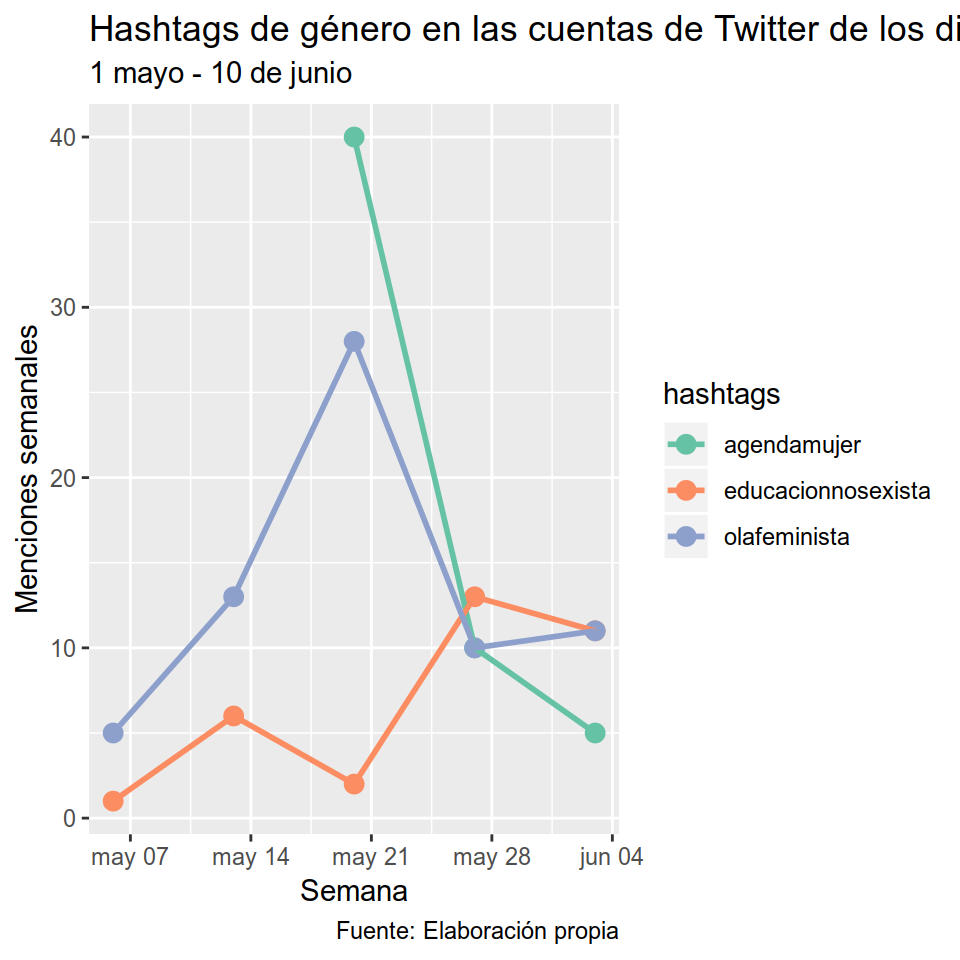 Hashtags de género en las cuentas de Twitter de los di
1 mayo - 10 de junio
40
30
20
10
0
Menciones semanales
may 07 may 14 may 21 may 28 jun 04
Semana
Fuente: Elaboración propia
hashtags
agendamujer
educacionnosexista
olafeminista